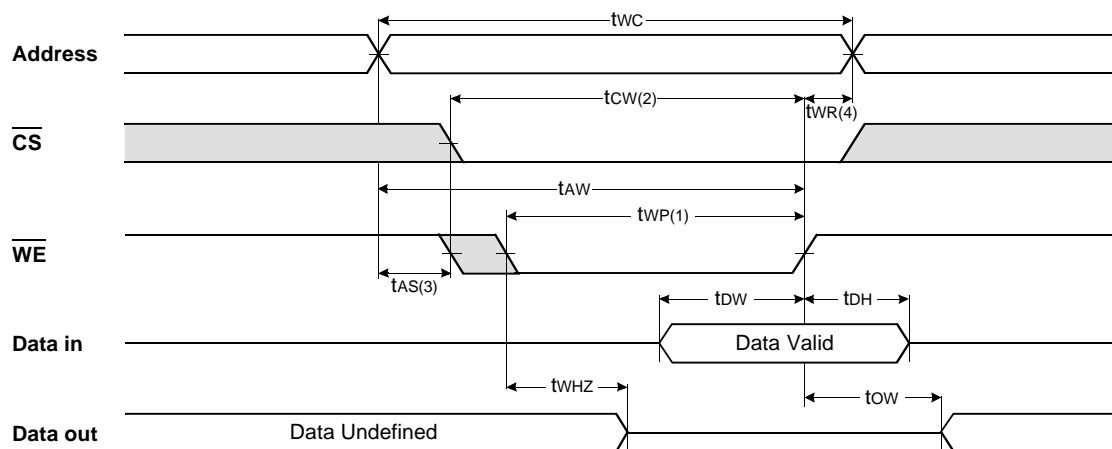 tWC
Address
tCW(2)
tWR(4)
CS
tAW
tWP(1)
WE
tAS(3)
tDW
tDH
Data in
Data Valid
tWHZ
tOW
Data out
Data Undefined